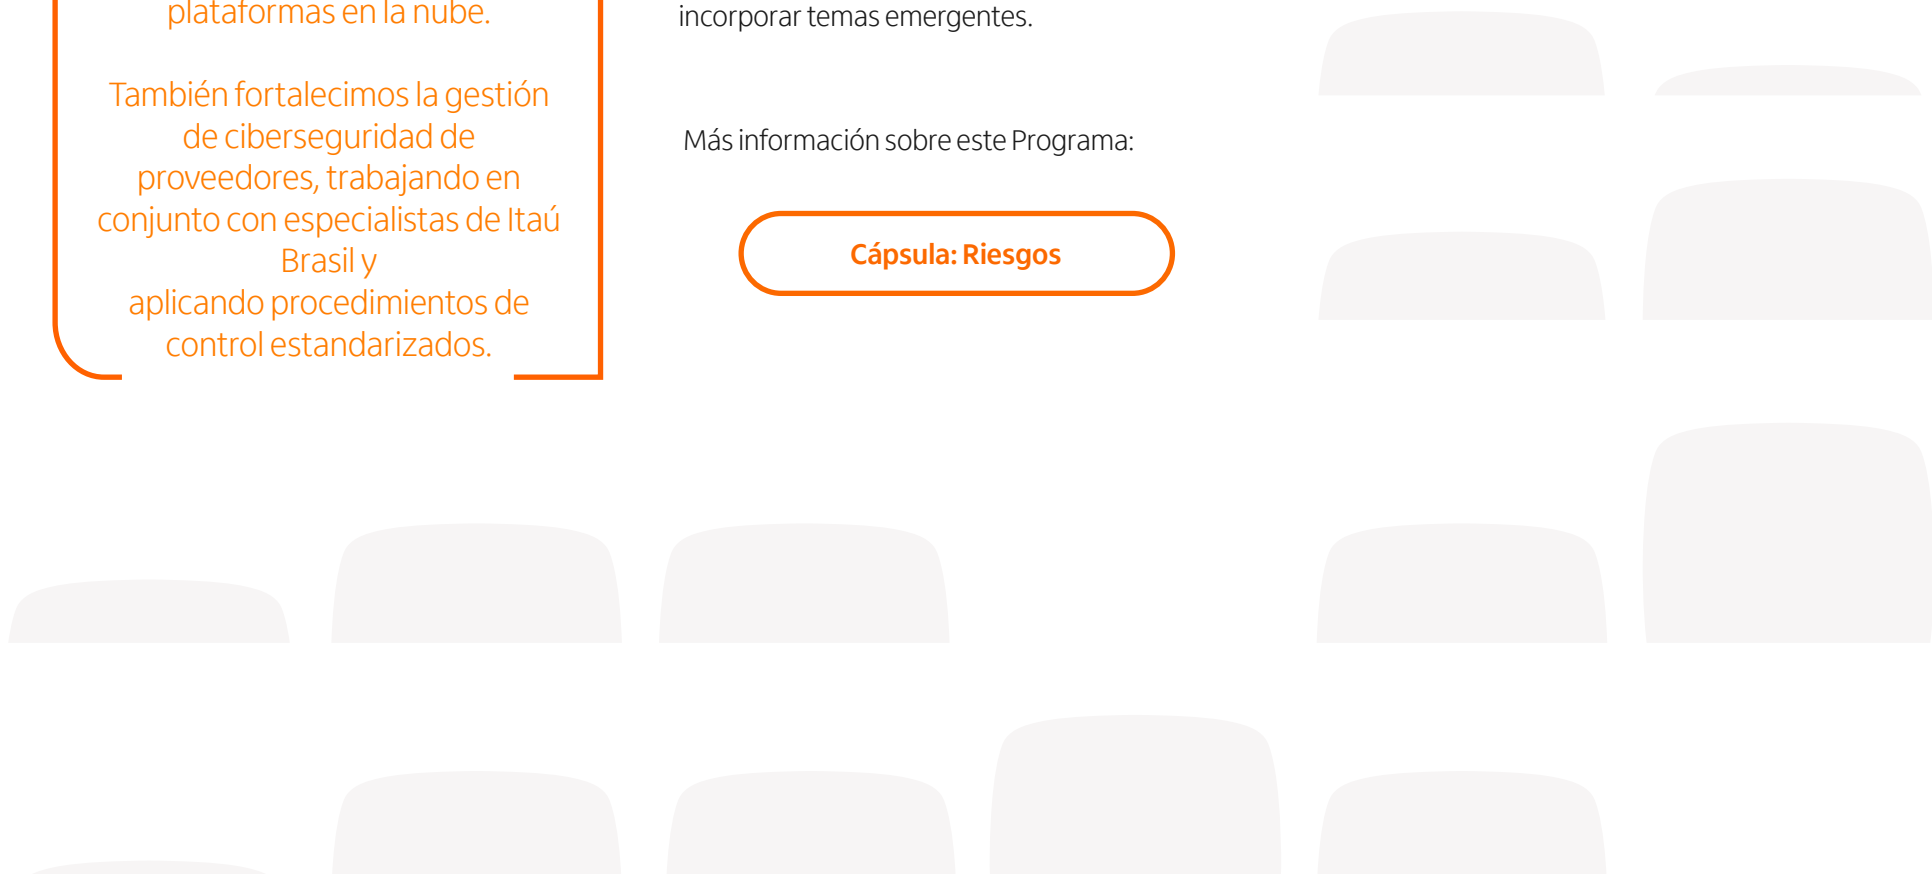 plataformas en la nube.
También fortalecimos la gestión
de ciberseguridad de
proveedores, trabajando en
conjunto con especialistas de Itaú
Brasil y
aplicando procedimientos de
control estandarizados.
incorporar temas emergentes.
Más información sobre este Programa:
Cápsula: Riesgos